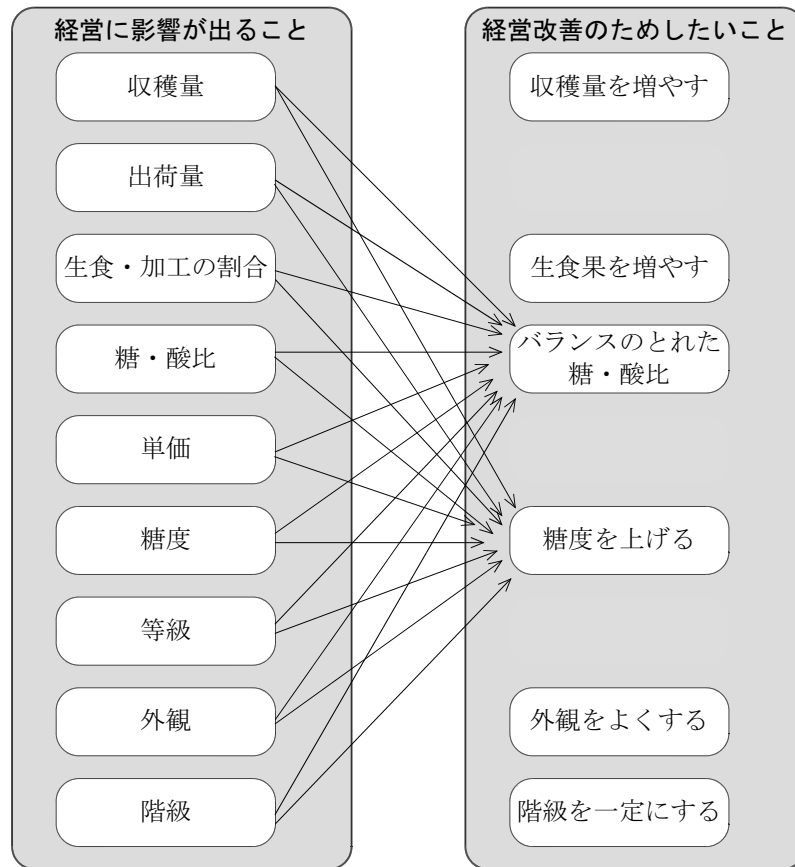 経営に影響が出ること
収穫量
出荷量
生食・加工の割合
糖・酸比
単価
糖度
等級
外観
階級
経営改善のためしたいこと
収穫量を増やす
生食果を増やす
バランスのとれた
糖・酸比
糖度を上げる
外観をよくする
階級を一定にする